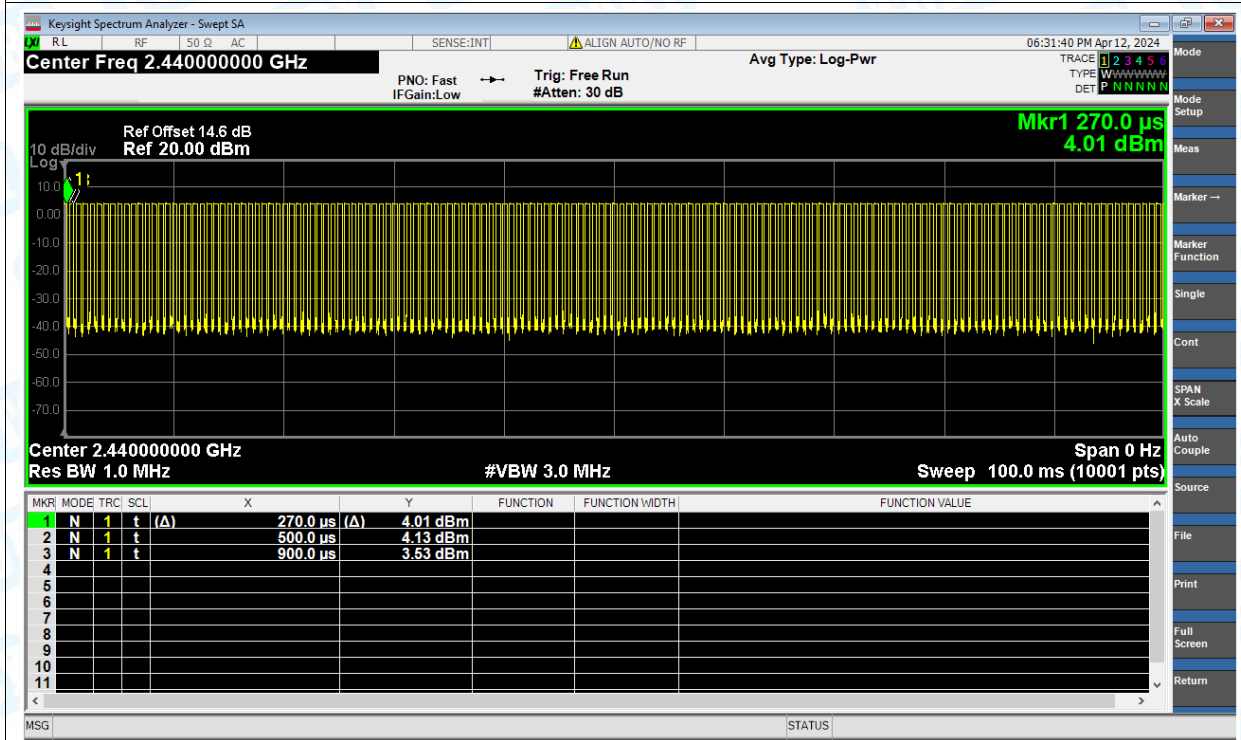 Keysight Spectrum Analyzer - Swept SA
LXI RL RF 50 Ω AC SENSE:INT ALIGN AUTO/NO RF 06:31:40 PM Apr 12, 2024
Center Freq 2.440000000 GHz Avg Type: Log-Pwr TRACE 1 2 3 4 5 6
PNO: Fast Trig: Free Run TYPE WWWWWW
IFGain:Low #Atten: 30 dB DET P N N N N N
Ref Offset 14.6 dB Mkr1 270.0 µs
10 dB/div Ref 20.00 dBm 4.01 dBm
Log
1
10.0
0.00
-10.0
-20.0
-30.0
-40.0
-50.0
-60.0
-70.0
Center 2.440000000 GHz Span 0 Hz
Res BW 1.0 MHz #VBW 3.0 MHz Sweep 100.0 ms (10001 pts)
MKR MODE TRC SCL X Y FUNCTION FUNCTION WIDTH FUNCTION VALUE
1 N 1 t (Δ) 270.0 µs (Δ) 4.01 dBm
2 N 1 t 500.0 µs 4.13 dBm
3 N 1 t 900.0 µs 3.53 dBm
4
5
6
7
8
9
10
11
MSG STATUS
Mode
Mode
Setup
Meas
Marker→
Marker
Function
Single
Cont
SPAN
X Scale
Auto
Couple
Source
File
Print
Full
Screen
Return